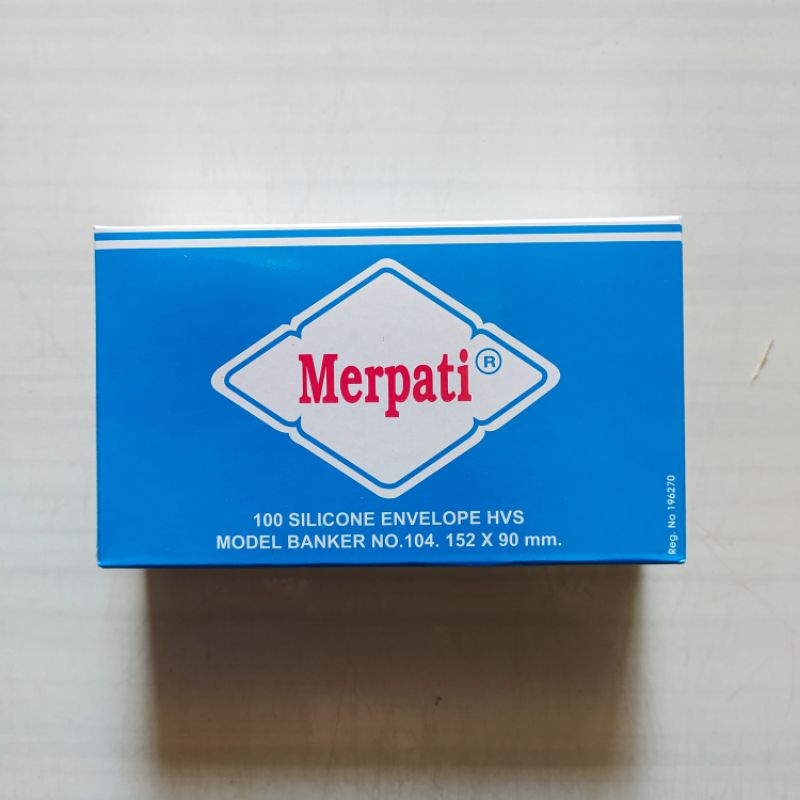 Merpati ®
100 SILICONE ENVELOPE HVS
MODEL BANKER NO.104. 152 X 90 mm.
Reg. No 196270